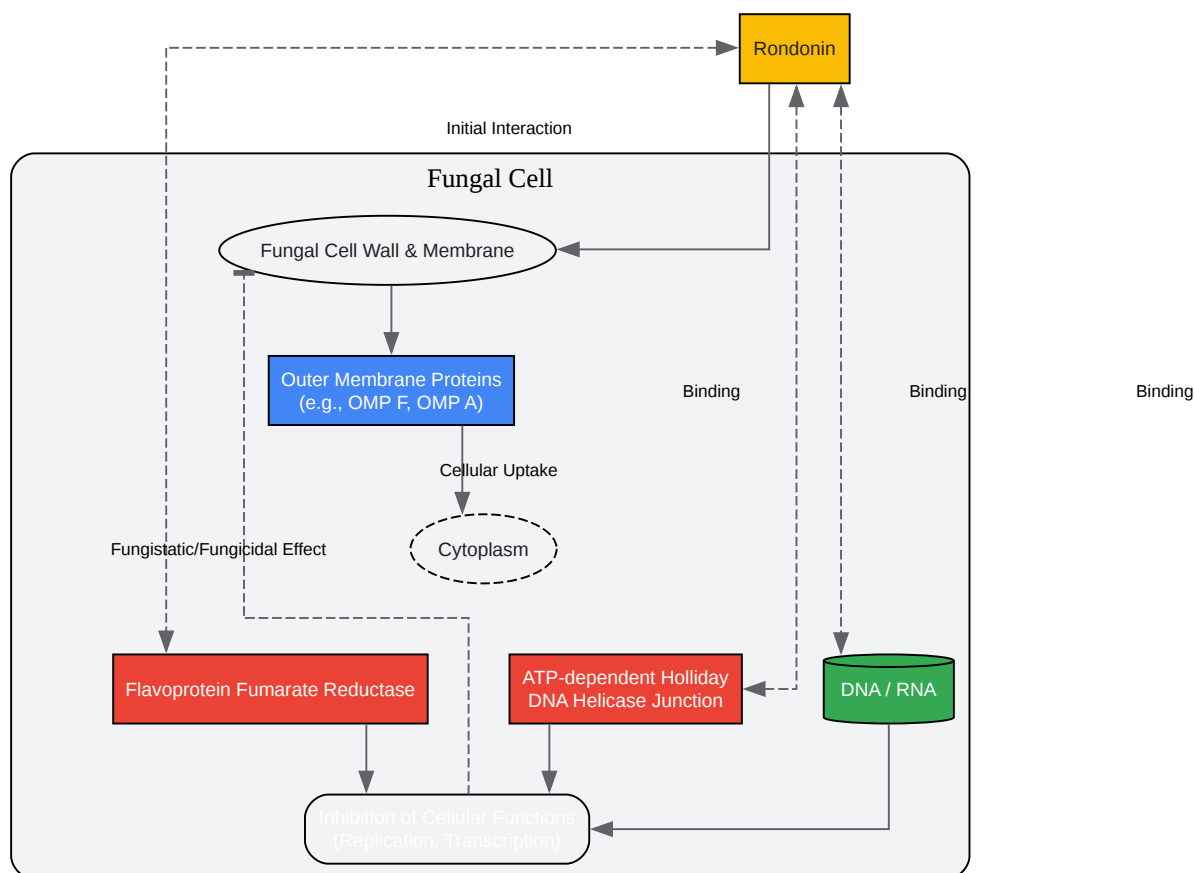 Rondonin
Initial Interaction
Fungal Cell
Fungal Cell Wall & Membrane
Outer Membrane Proteins
(e.g., OMP F, OMP A)
Binding
Binding
Binding
Cellular Uptake
Cytoplasm
Fungistatic/Fungicidal Effect
Flavoprotein Fumarate Reductase
ATP-dependent Holliday
DNA Helicase Junction
DNA / RNA
Inhibition of Cellular Functions
(Replication, Transcription)